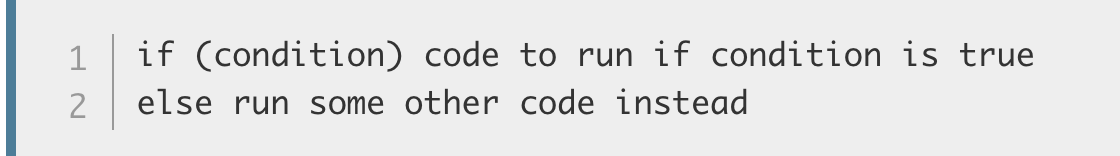 1 if (condition) code to run if condition is true
2 else run some other code instead